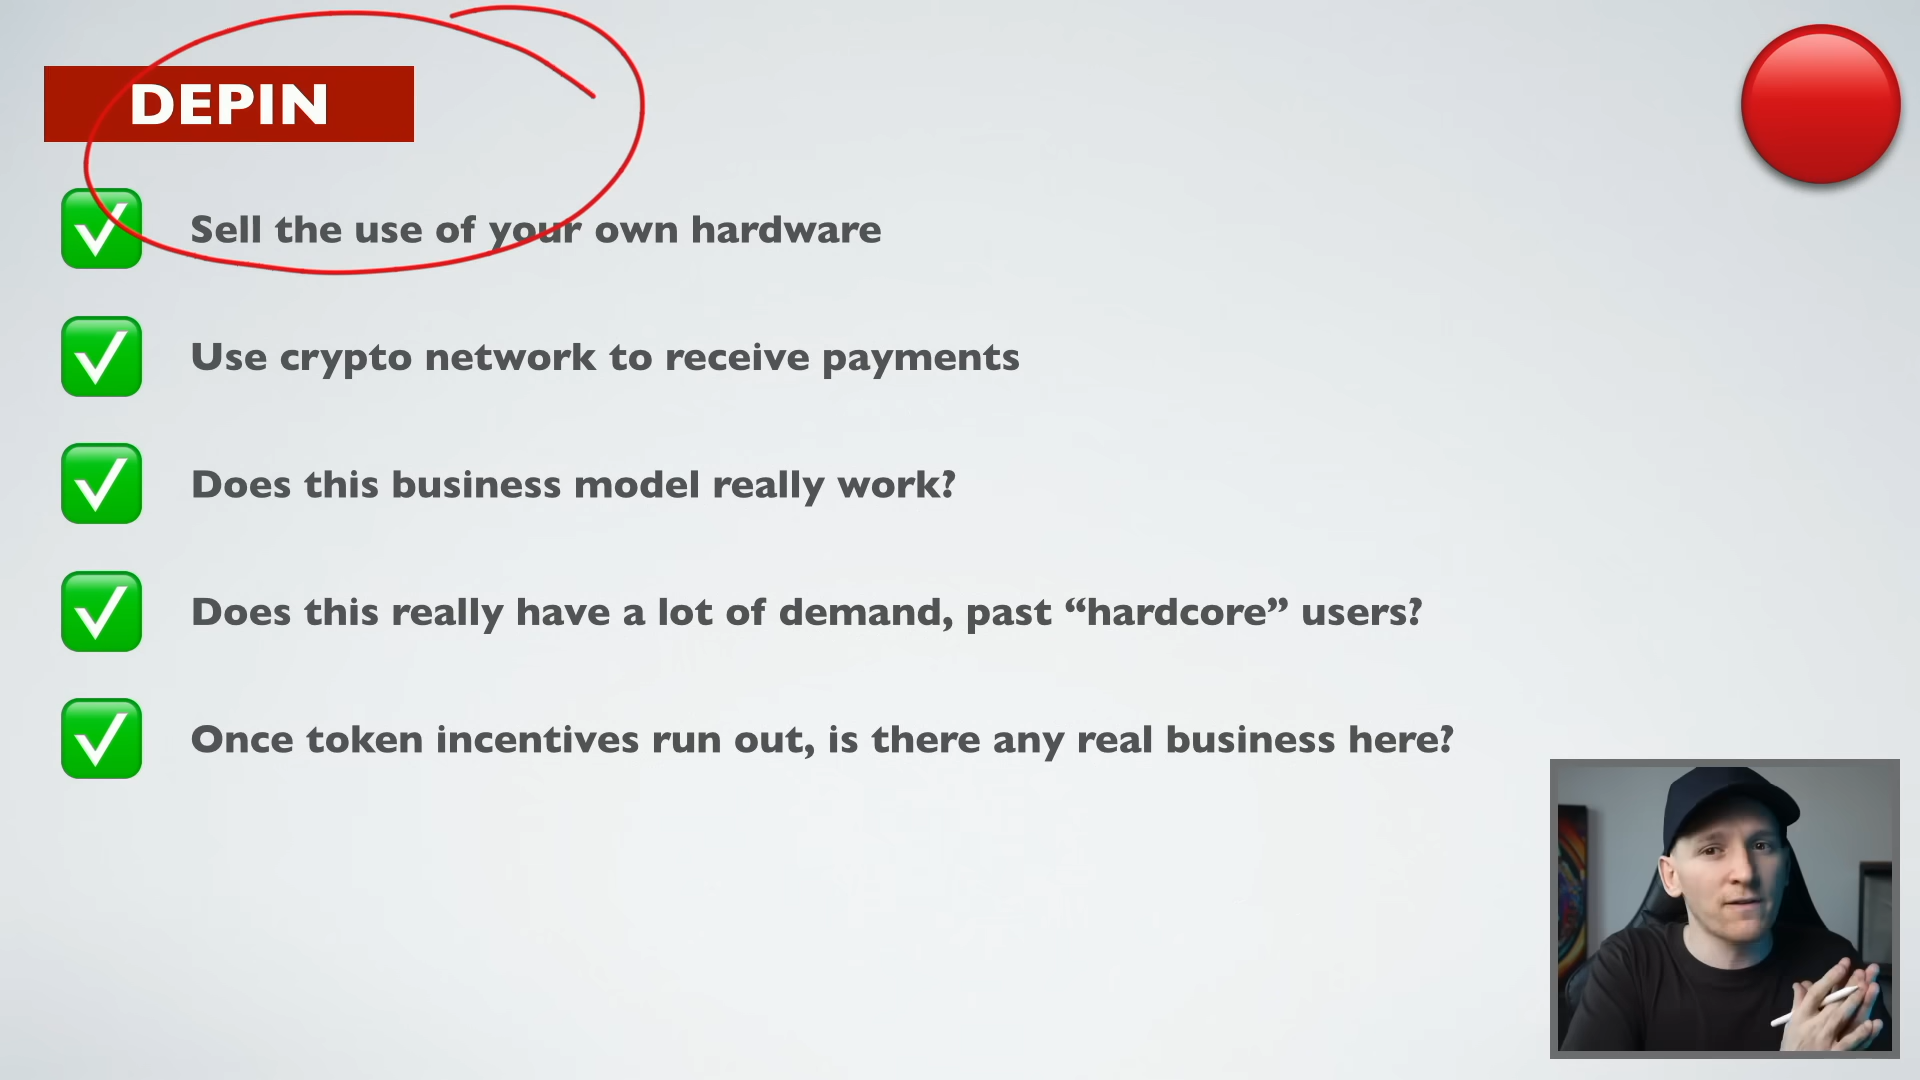 DEPIN
Sell the use of your own hardware
Use crypto network to receive payments
Does this business model really work?
Does this really have a lot of demand, past “hardcore” users?
Once token incentives run out, is there any real business here?